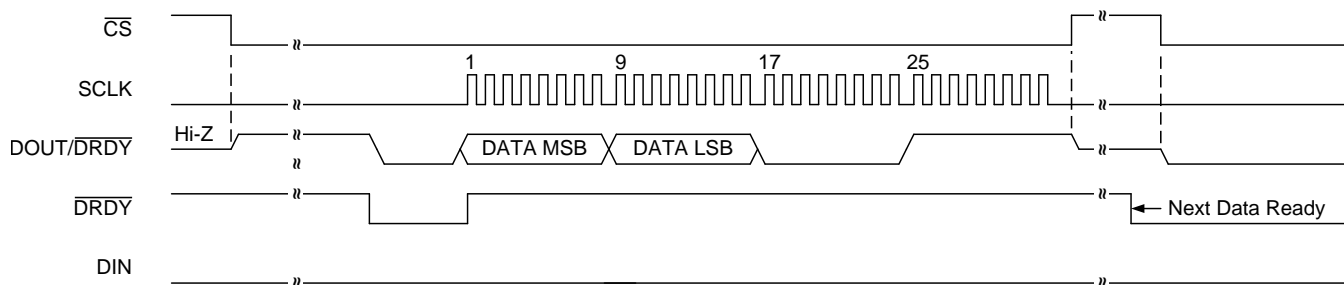 CS
1 9 17 25
SCLK
Hi-Z
DOUT/DRDY
DATA MSB DATA LSB
DRDY
Next Data Ready
DIN